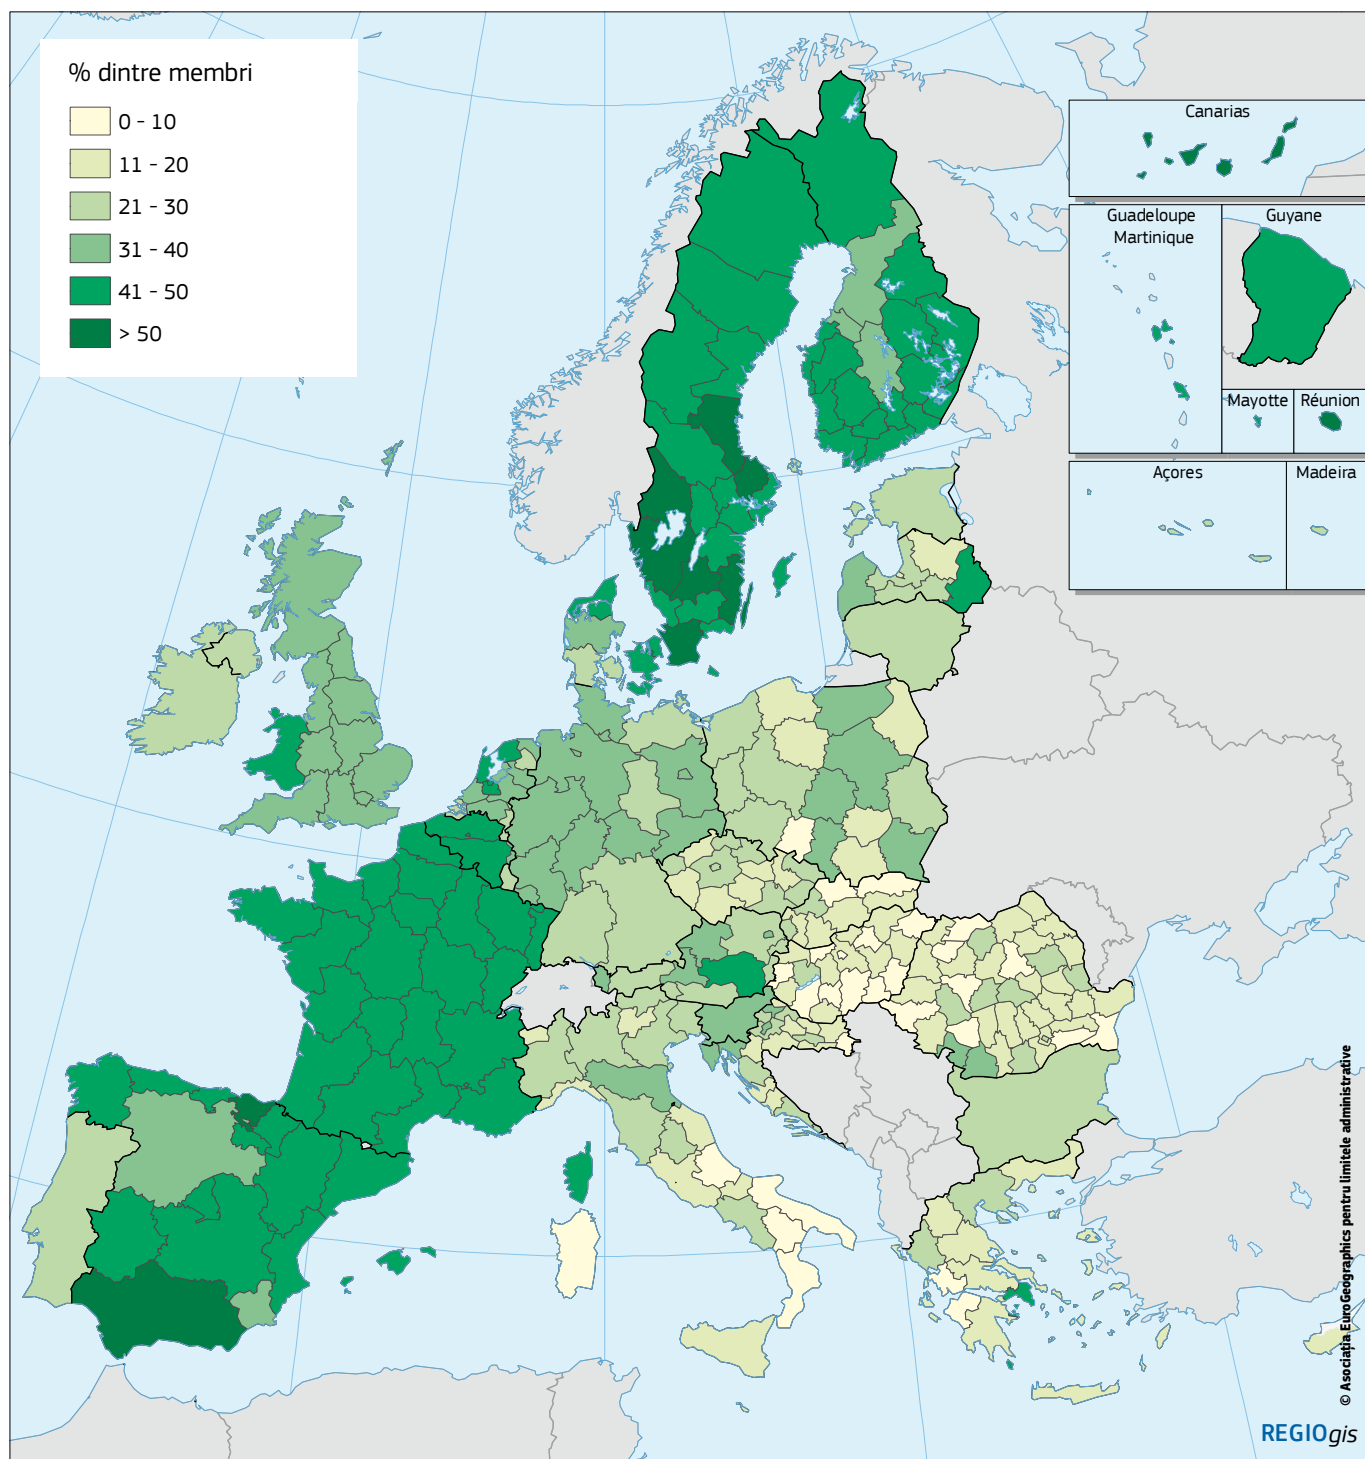 % dintre membri
0 - 10
11 - 20
21 - 30
31 - 40
41 - 50
> 50
Canarias
Guadeloupe
Martinique
Guyane
Mayotte
Réunion
Açores
Madeira
© Asociația EuroGeographics pentru limitele administrative
REGIOgis